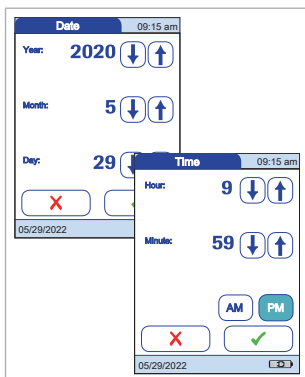 Date 09:15 am
Year: 2020
Month: 5
Day: 29
05/29/2022
Time 09:15 am
Hour: 9
Minute: 59
AM PM
05/29/2022